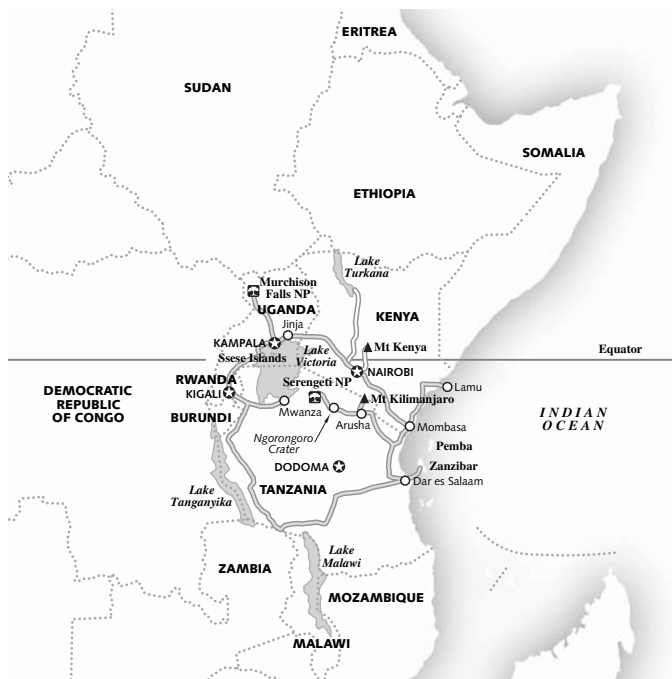 ERITREA
SUDAN
SOMALIA
ETHIOPIA
Lake
Turkana
Murchison
Falls NP
UGANDA
KENYA
Jinja
KAMPALA
Mt Kenya
Ssese Islands
Lake
Victoria
Equator
NAIROBI
RWANDA
Serengeti NP
KIGALI
Lamu
DEMOCRATIC
REPUBLIC
OF CONGO
Mt Kilimanjaro
BURUNDI
Mwanza
Arusha
INDIAN
OCEAN
Mombasa
Ngorongoro
Crater
Pemba
DODOMA
Zanzibar
Dar es Salaam
Lake
Tanganyika
TANZANIA
Lake
Malawi
ZAMBIA
MOZAMBIQUE
MALAWI